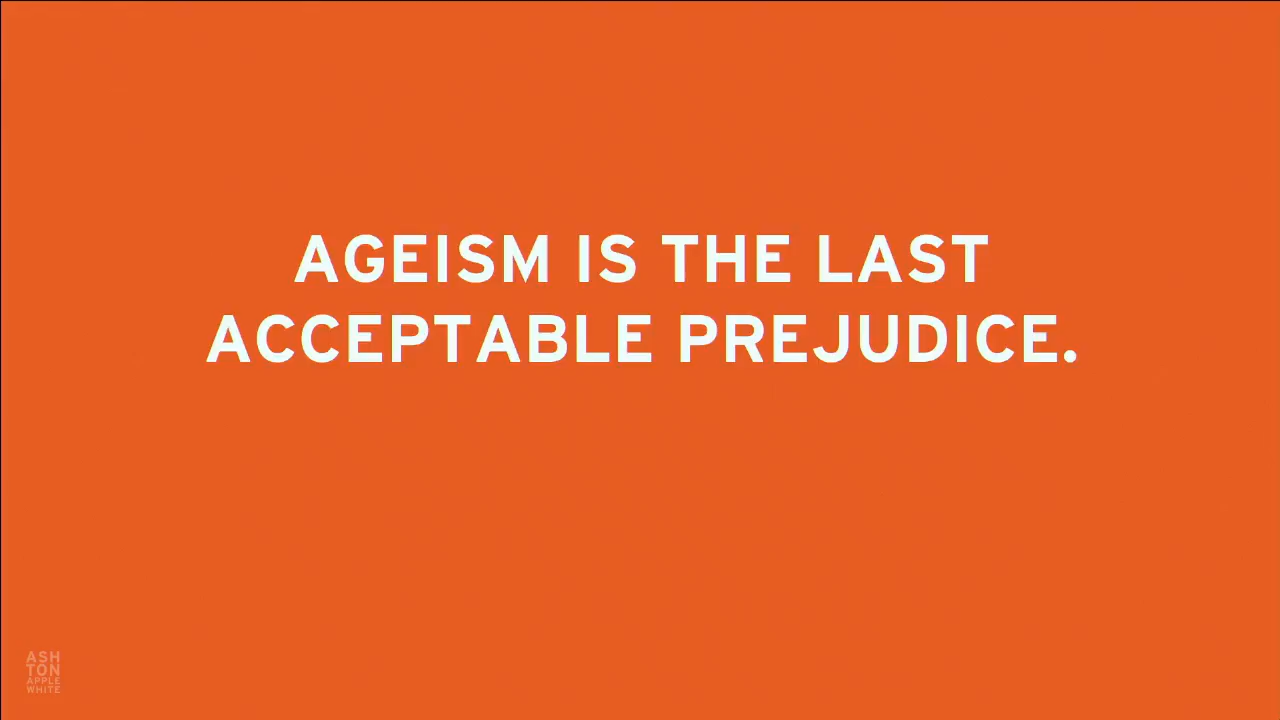 AGEISM IS THE LAST
ACCEPTABLE PREJUDICE.
ASH
TON
APPLE
WHITE